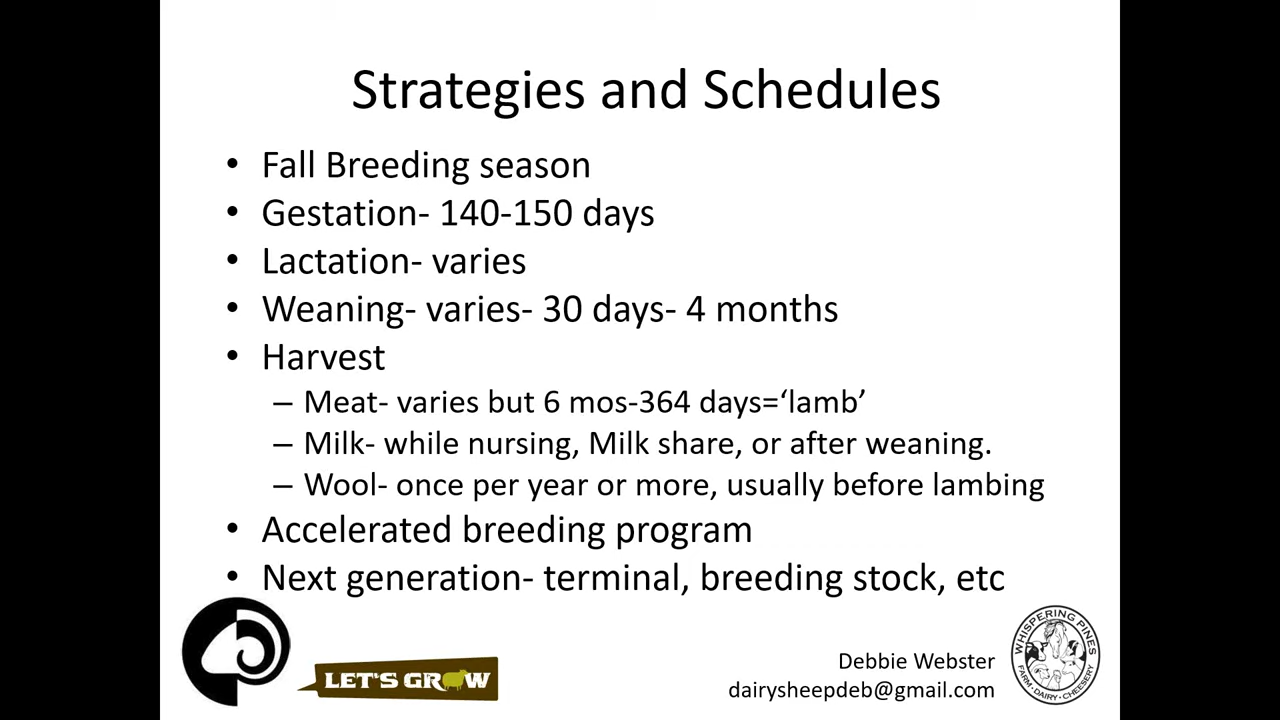 Strategies and Schedules
• Fall Breeding season
• Gestation- 140-150 days
• Lactation- varies
• Weaning- varies- 30 days- 4 months
• Harvest
– Meat- varies but 6 mos-364 days=‘lamb’
– Milk- while nursing, Milk share, or after weaning.
– Wool- once per year or more, usually before lambing
• Accelerated breeding program
• Next generation- terminal, breeding stock, etc
LET'S GROW
Debbie Webster
dairysheepdeb@gmail.com
WHISPERING PINES
FARM · DAIRY · CHEESERY